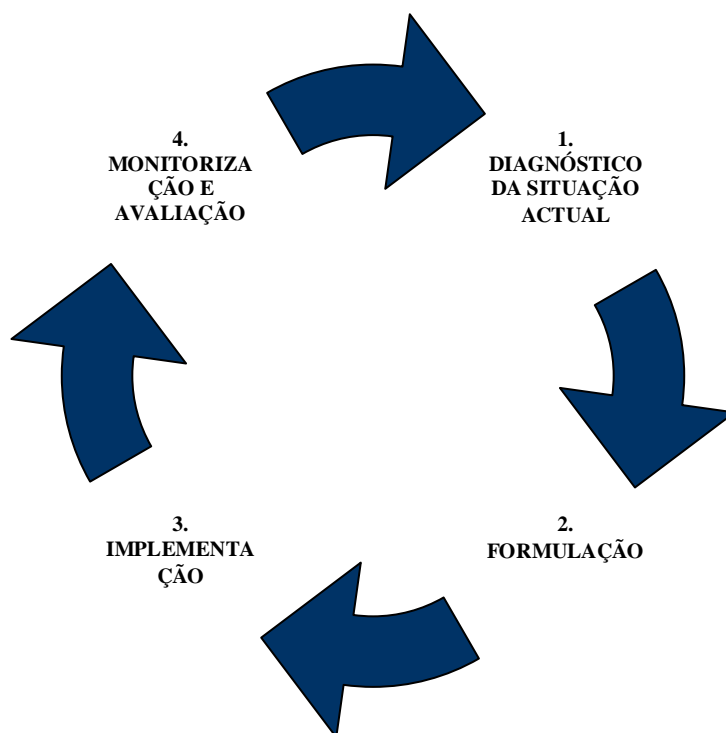 1.
DIAGNÓSTICO
DA SITUAÇÃO
ACTUAL
2.
FORMULAÇÃO
3.
IMPLEMENTA
ÇÃO
4.
MONITORIZA
ÇÃO E
AVALIAÇÃO